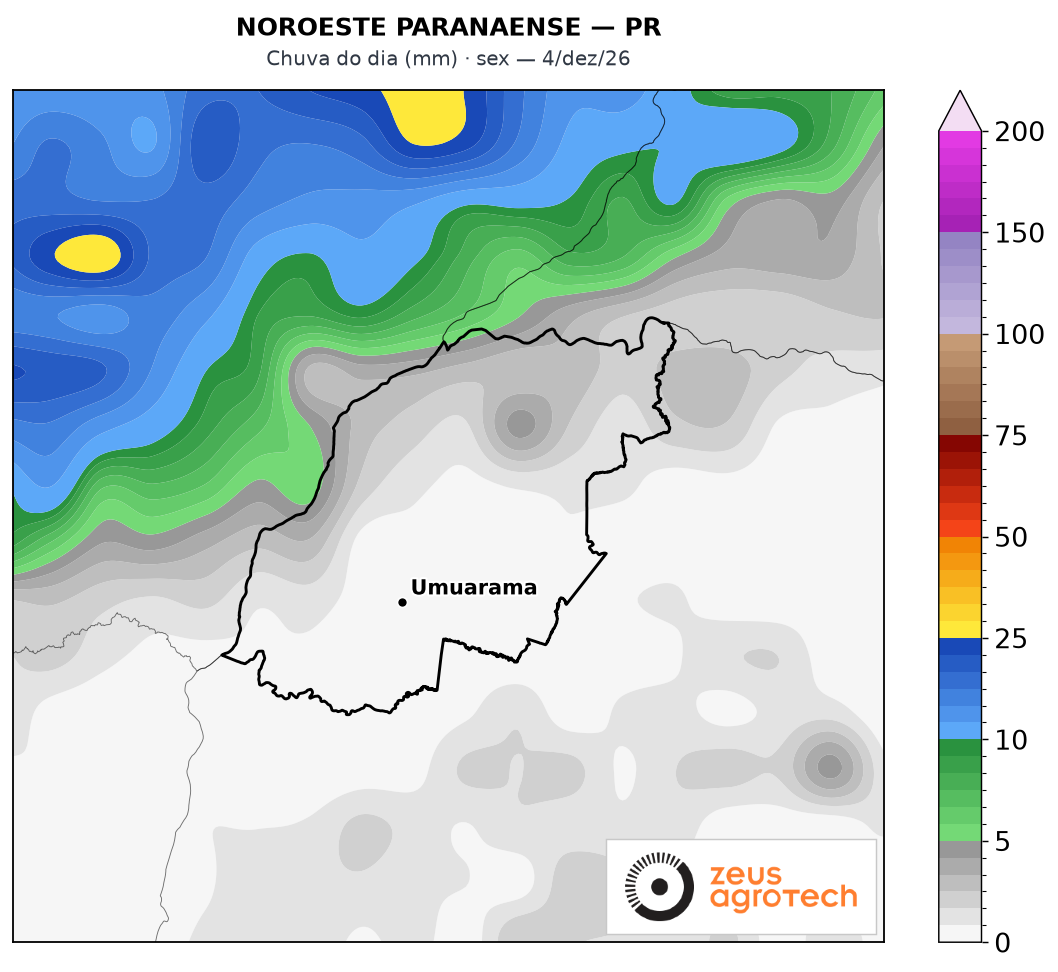 NOROESTE PARANAENSE — PR
Chuva do dia (mm) · sex — 4/dez/26
200
150
100
75
50
25
10
5
0
Umuarama
zeus
agrotech